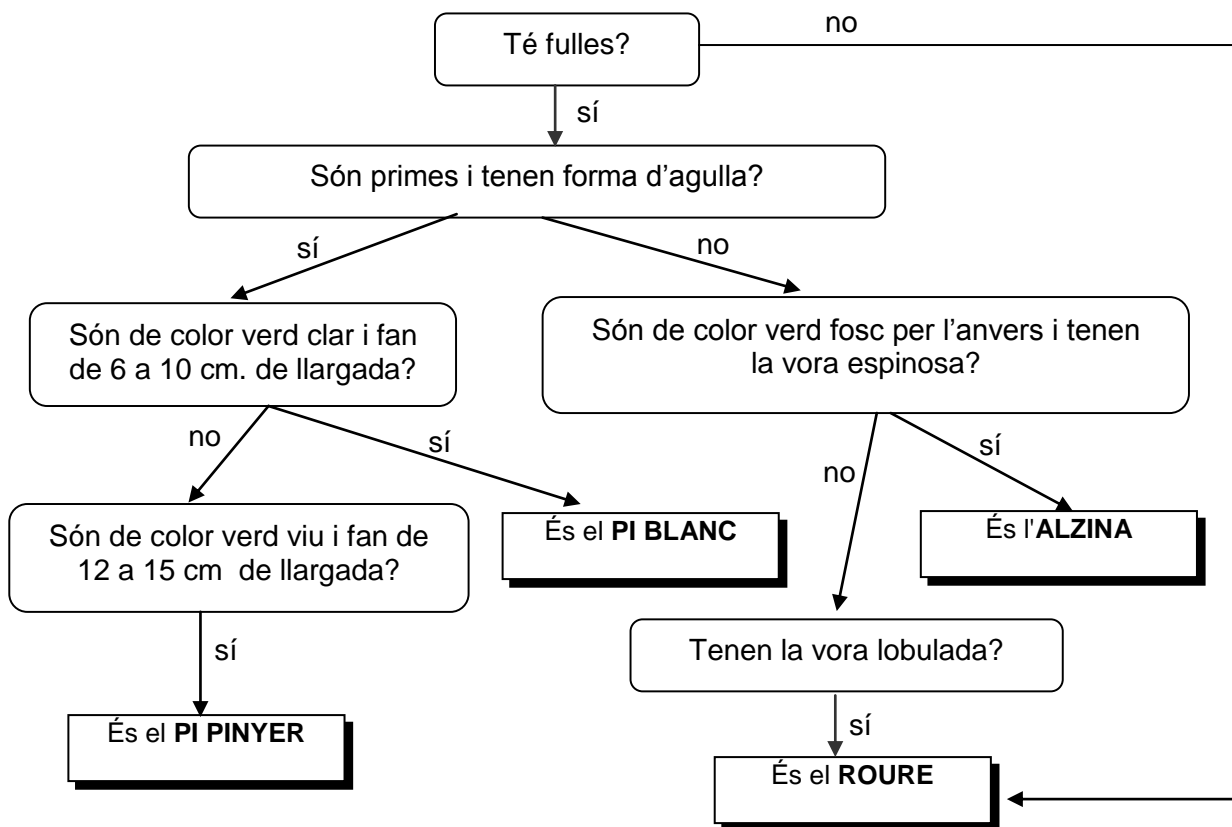 Té fulles?
no
sí
Són primes i tenen forma d’agulla?
sí
no
Són de color verd clar i fan
de 6 a 10 cm. de llargada?
Són de color verd fosc per l’anvers i tenen
la vora espinosa?
no
sí
no
sí
Són de color verd viu i fan de
12 a 15 cm de llargada?
És el PI BLANC
És l'ALZINA
sí
Tenen la vora lobulada?
És el PI PINYER
sí
És el ROURE